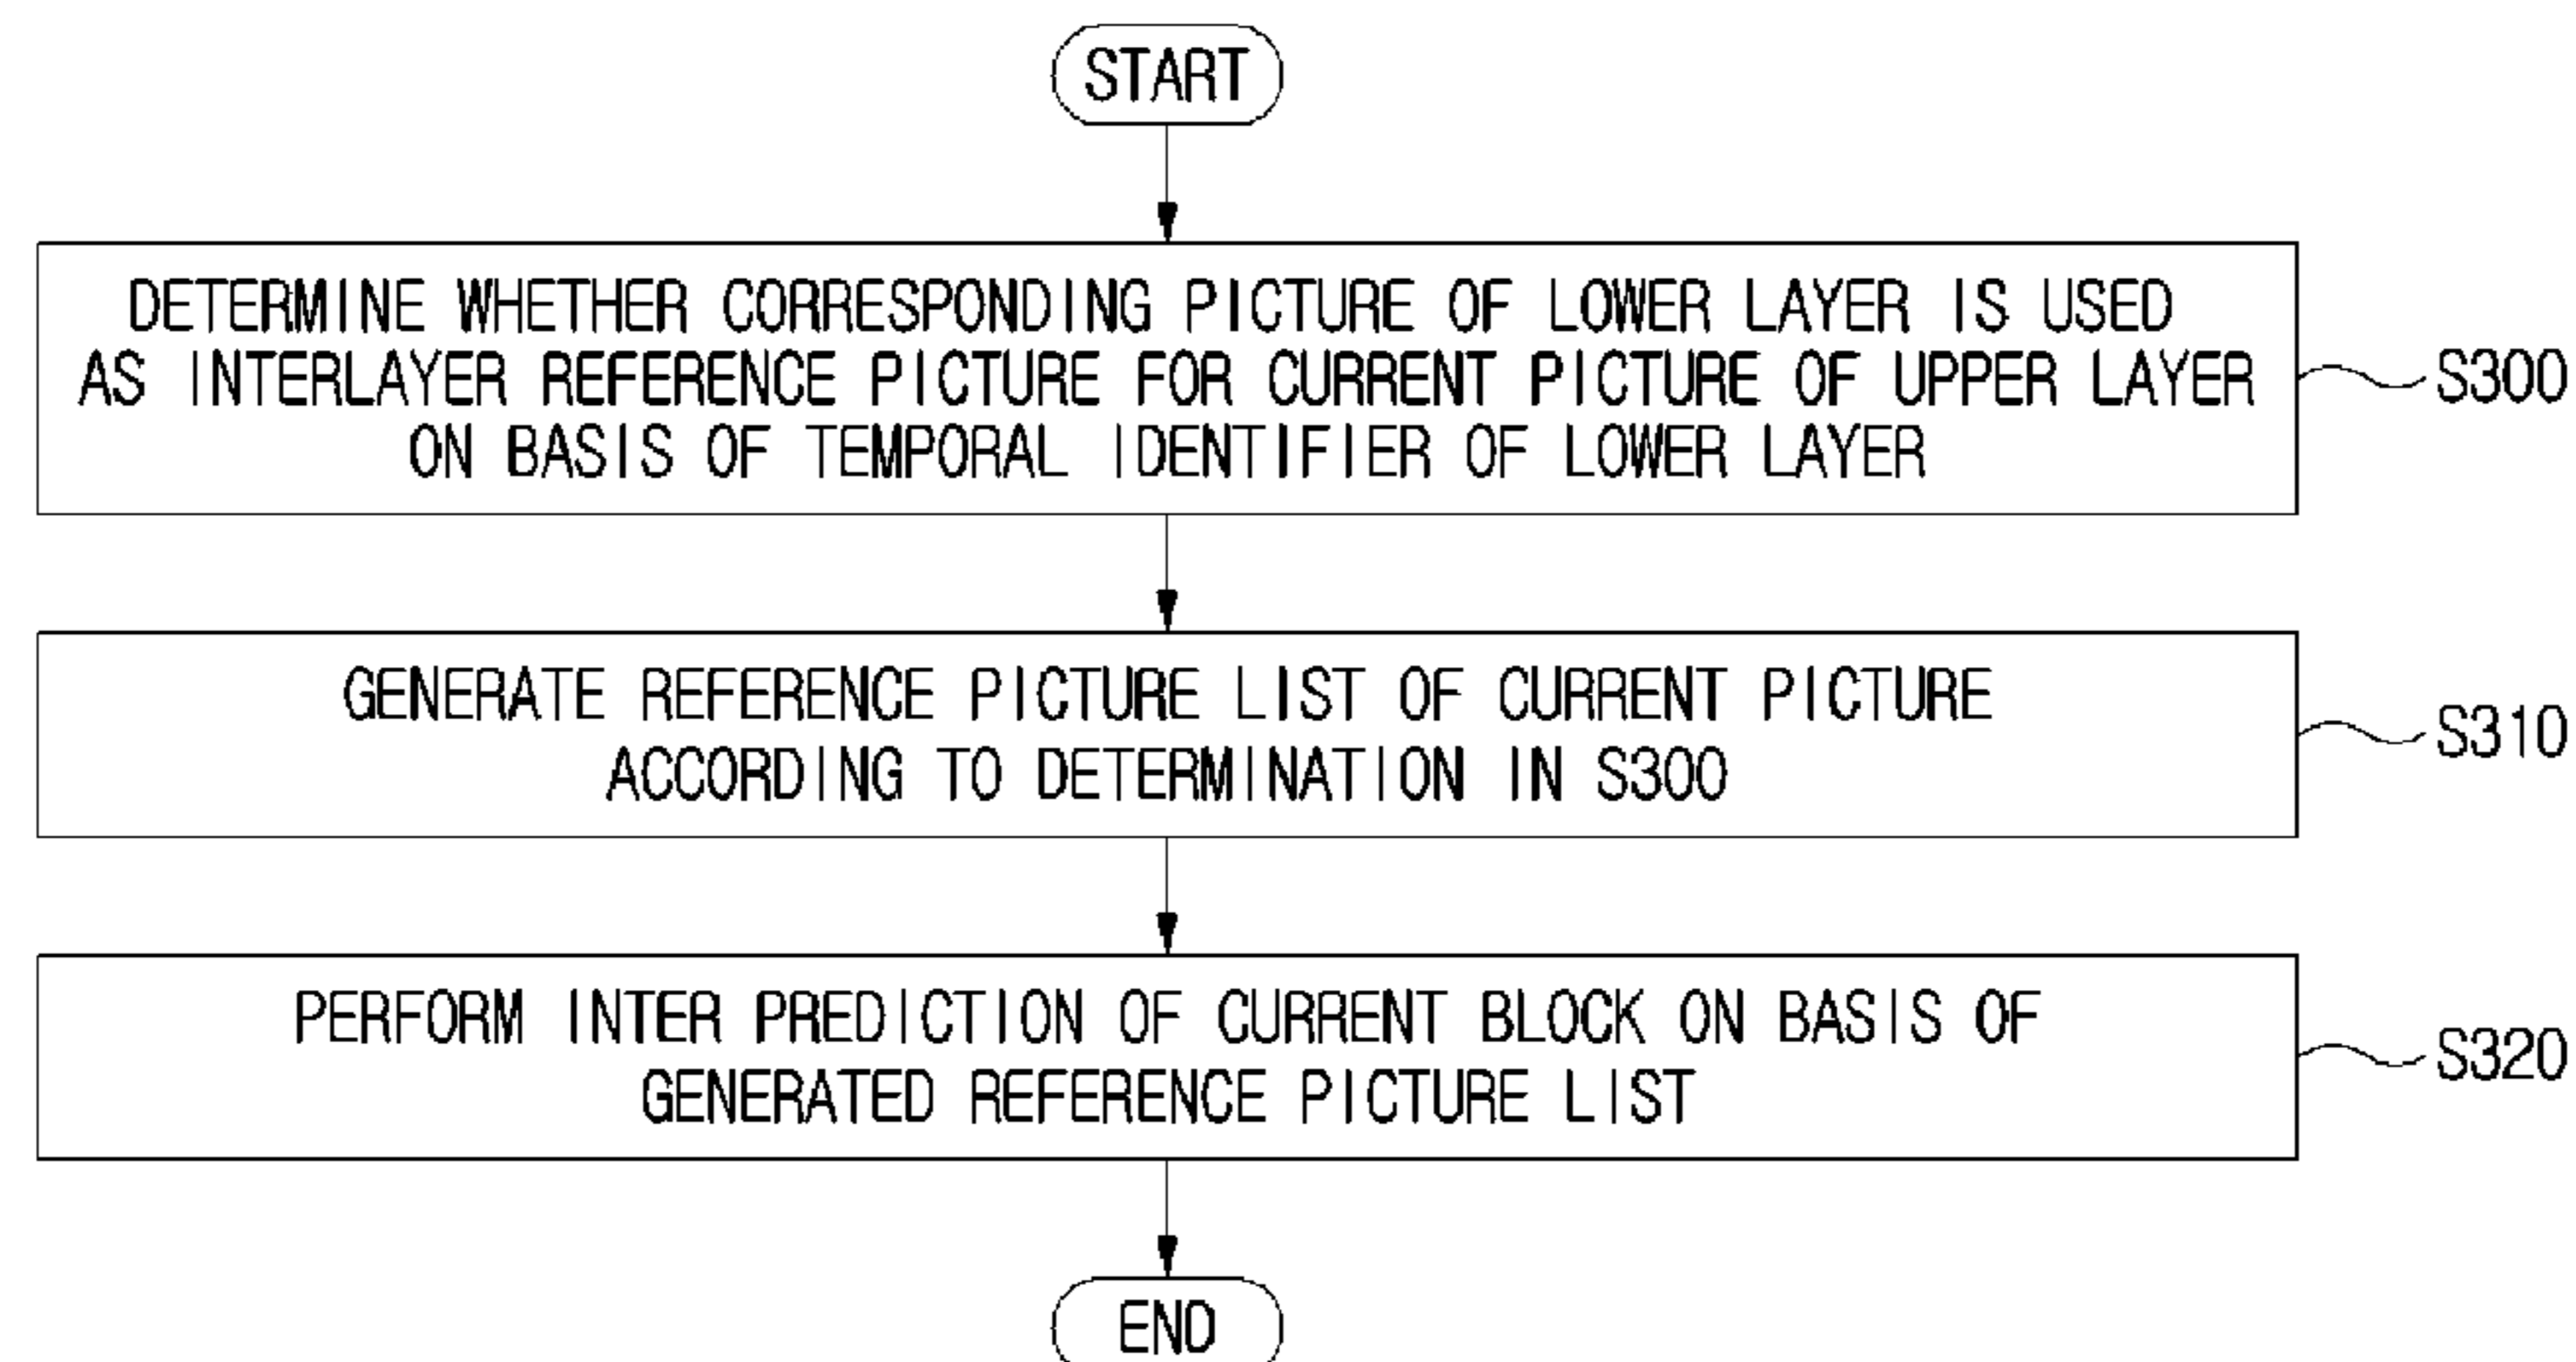 START
DETERMINE WHETHER CORRESPONDING PICTURE OF LOWER LAYER IS USED
AS INTERLAYER REFERENCE PICTURE FOR CURRENT PICTURE OF UPPER LAYER
ON BASIS OF TEMPORAL IDENTIFIER OF LOWER LAYER
S300
GENERATE REFERENCE PICTURE LIST OF CURRENT PICTURE
ACCORDING TO DETERMINATION IN S300
S310
PERFORM INTER PREDICTION OF CURRENT BLOCK ON BASIS OF
GENERATED REFERENCE PICTURE LIST
S320
END